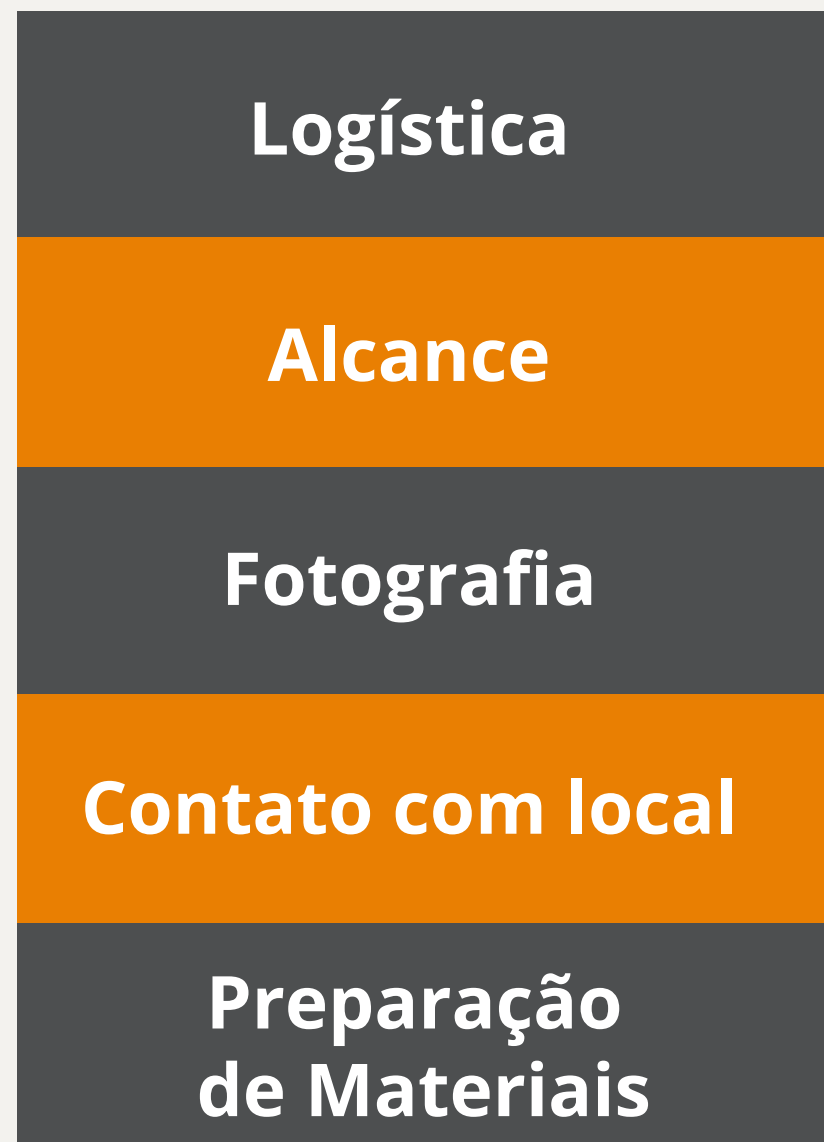 Logística
Alcance
Fotografia
Contato com local
Preparação
de Materiais